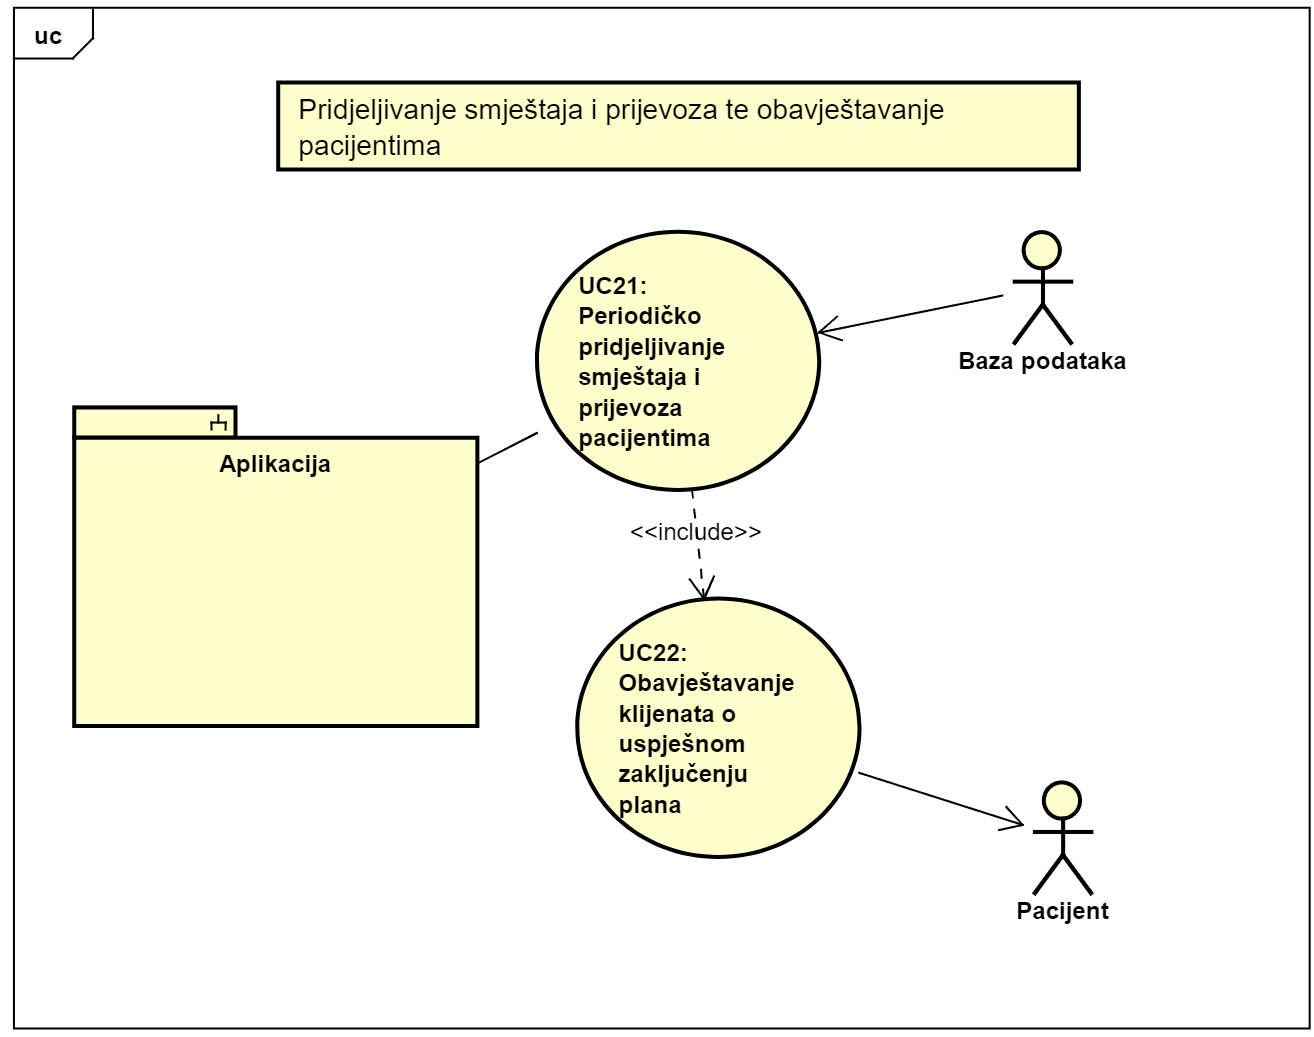 uc
Pridjeljivanje smještaja i prijevoza te obavještavanje
pacijentima
UC21:
Periodičko
pridjeljivanje
smještaja i
prijevoza
pacijentima
Baza podataka
Aplikacija
<<include>>
UC22:
Obavještavanje
klijenata o
uspješnom
zaključenju
plana
Pacijent